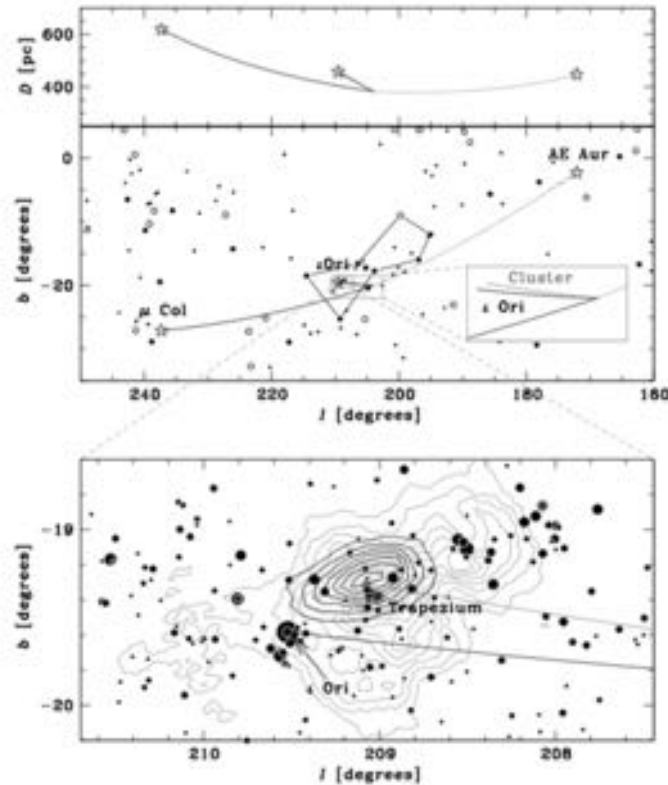 600
D [pc]
400
AE Aur
0
ι Ori
b [degrees]
-20
Cluster
μ Col
ι Ori
240
220
200
180
160
l [degrees]
-19
b [degrees]
Trapezium
ι Ori
-20
210
209
208
l [degrees]